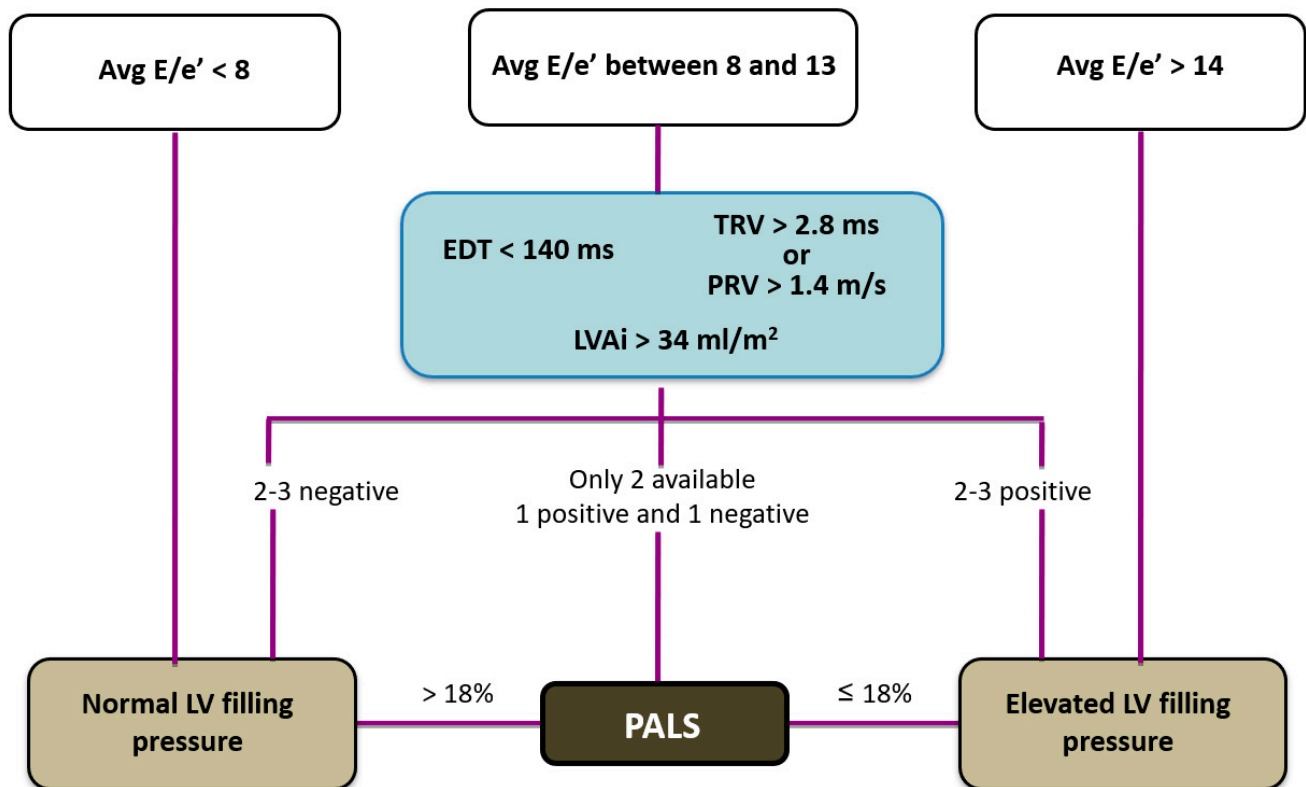 Avg E/e’ < 8
Avg E/e’ between 8 and 13
Avg E/e’ > 14
EDT < 140 ms
TRV > 2.8 ms
or
PRV > 1.4 m/s
LVAi > 34 ml/m²
2-3 negative
Only 2 available
1 positive and 1 negative
2-3 positive
Normal LV filling
pressure
> 18%
PALS
≤ 18%
Elevated LV filling
pressure